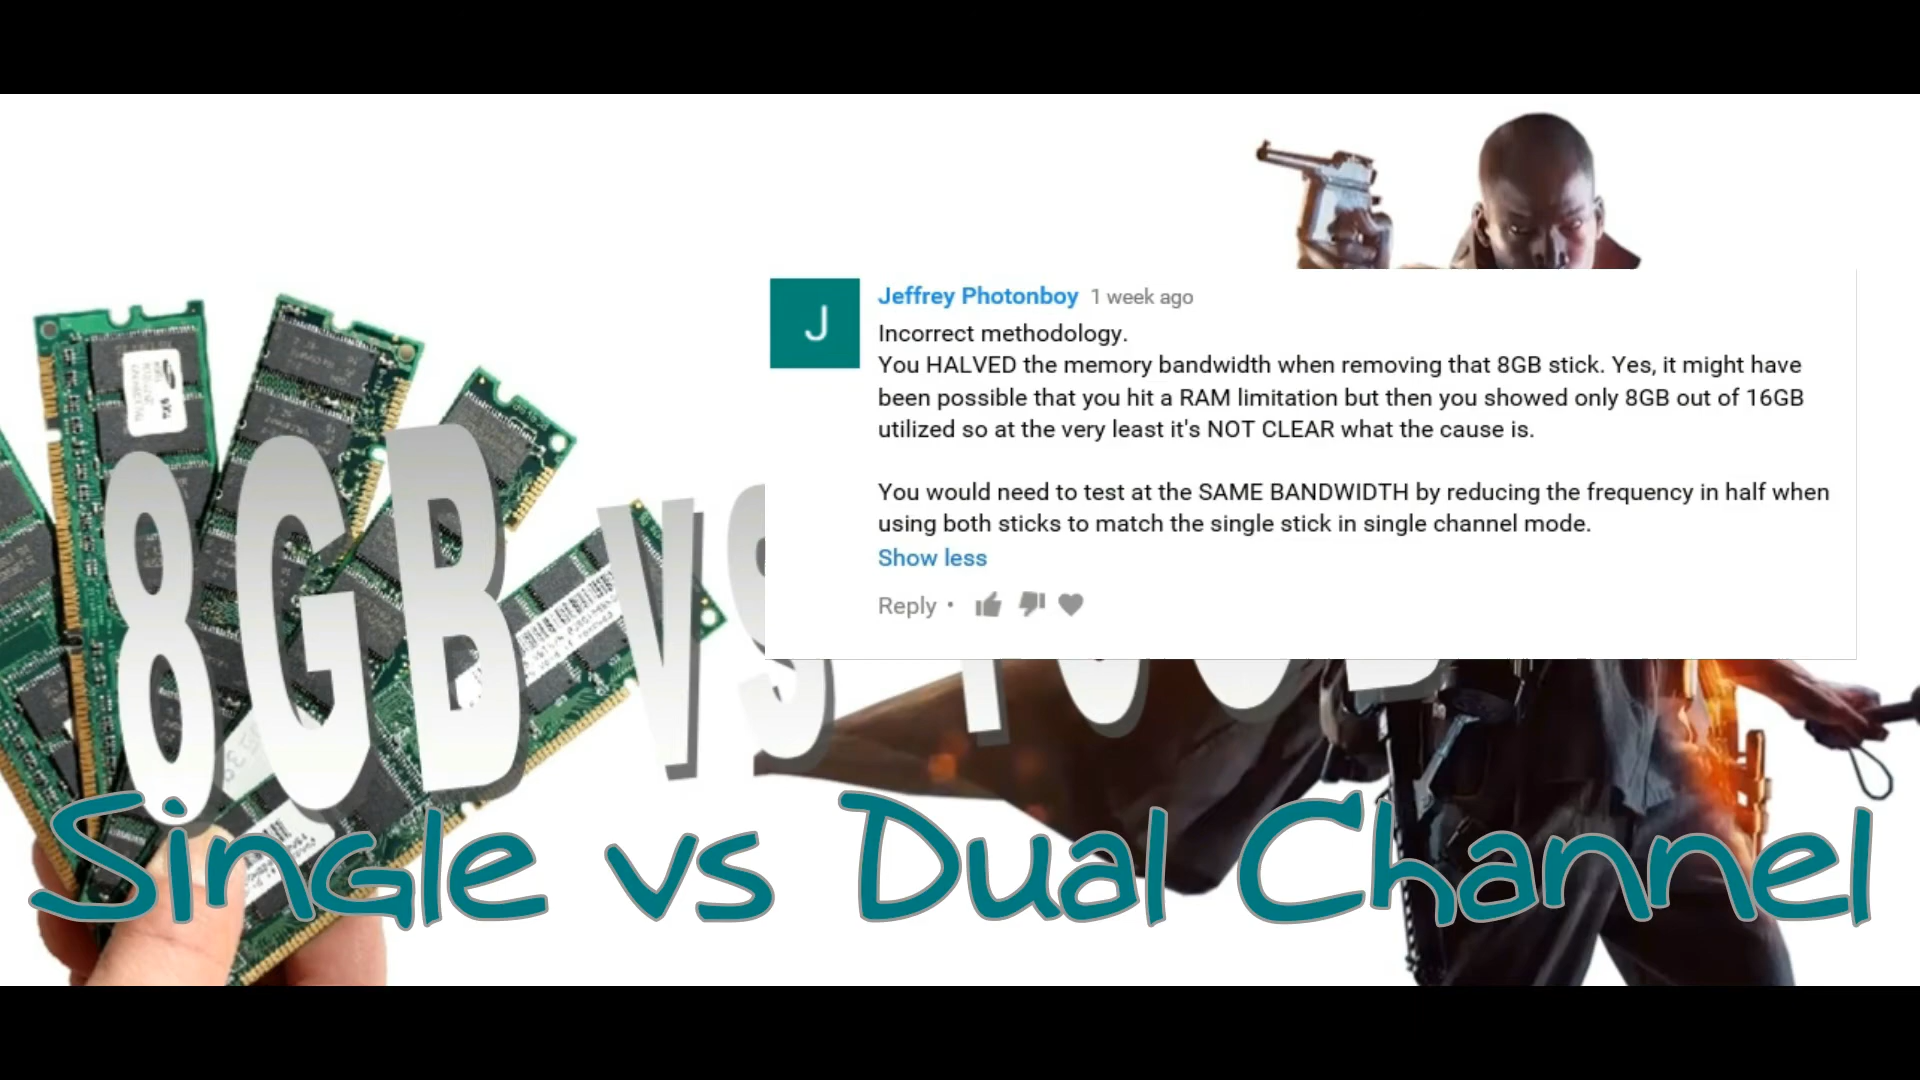 J
Jeffrey Photonboy 1 week ago
Incorrect methodology.
You HALVED the memory bandwidth when removing that 8GB stick. Yes, it might have
been possible that you hit a RAM limitation but then you showed only 8GB out of 16GB
utilized so at the very least it's NOT CLEAR what the cause is.
You would need to test at the SAME BANDWIDTH by reducing the frequency in half when
using both sticks to match the single stick in single channel mode.
Show less
Reply •
8GB vs
Single vs Dual Channel